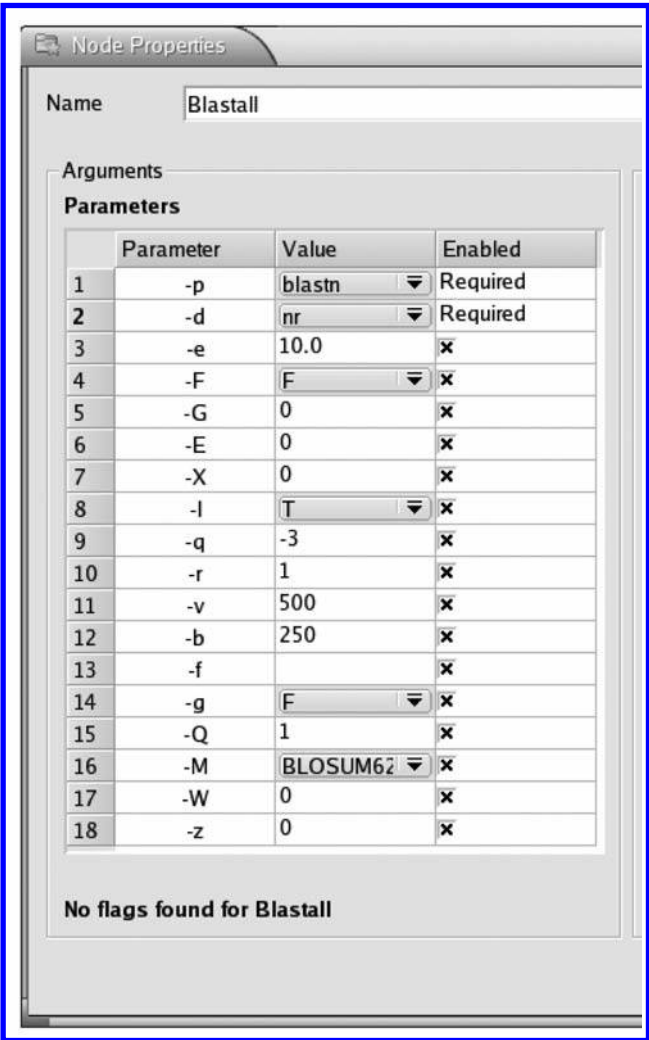 Node Properties
Name Blastall
Arguments
Parameters
Parameter Value Enabled
1 -p blastn Required
2 -d nr Required
3 -e 10.0
4 -F F
5 -G 0
6 -E 0
7 -X 0
8 -I T
9 -q -3
10 -r 1
11 -v 500
12 -b 250
13 -f
14 -g F
15 -Q 1
16 -M BLOSUM62
17 -W 0
18 -z 0
No flags found for Blastall